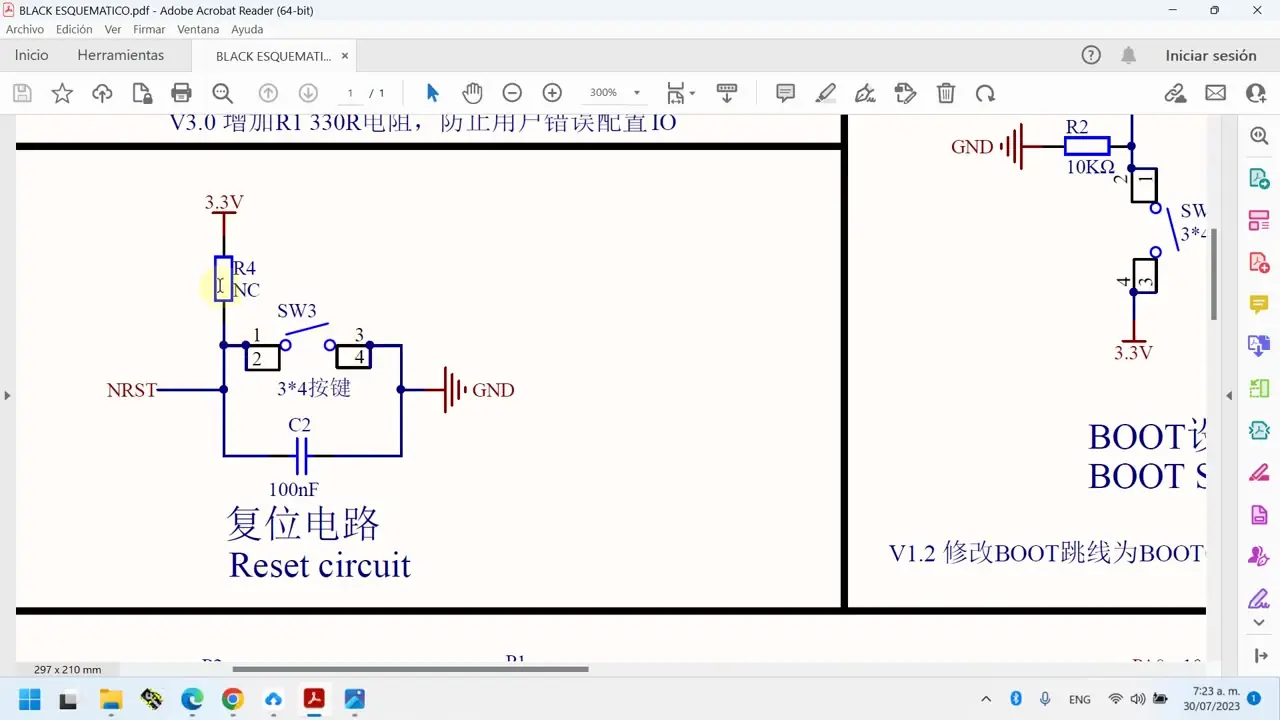 BLACK ESQUEMATICO.pdf - Adobe Acrobat Reader (64-bit)
Archivo Edición Ver Firmar Ventana Ayuda
Inicio Herramientas BLACK ESQUEMATI... × Iniciar sesión
1 / 1 300%
V3.0 增加R1 330R电阻，防止用户错误配置IO
3.3V
R4
NC
SW3
1
2
3
4
NRST
3*4按键
GND
C2
100nF
复位电路
Reset circuit
GND
R2
10KΩ
2
1
SW
3*4
4
3
3.3V
BOOT设
BOOT S
V1.2 修改BOOT跳线为BOOT
R1
297 x 210 mm
ENG
7:23 a. m.
30/07/2023
1